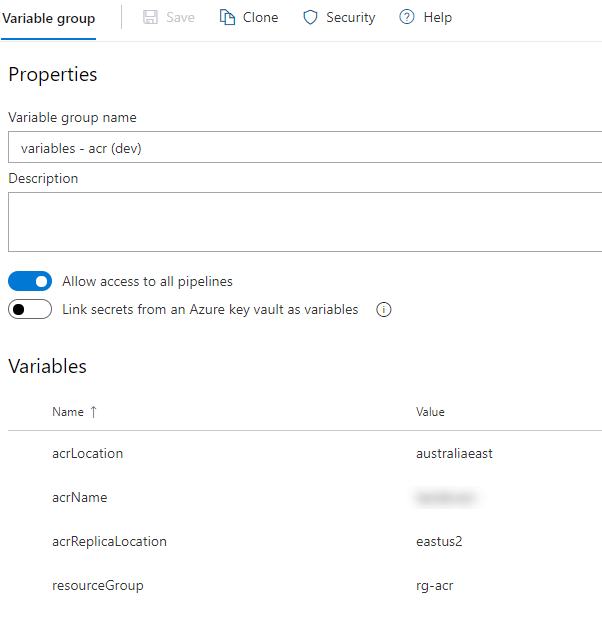 Variable group Save Clone Security Help
Properties
Variable group name
variables - acr (dev)
Description
Allow access to all pipelines
Link secrets from an Azure key vault as variables
Variables
Name ↑ Value
acrLocation australiaeast
acrName
acrReplicaLocation eastus2
resourceGroup rg-acr